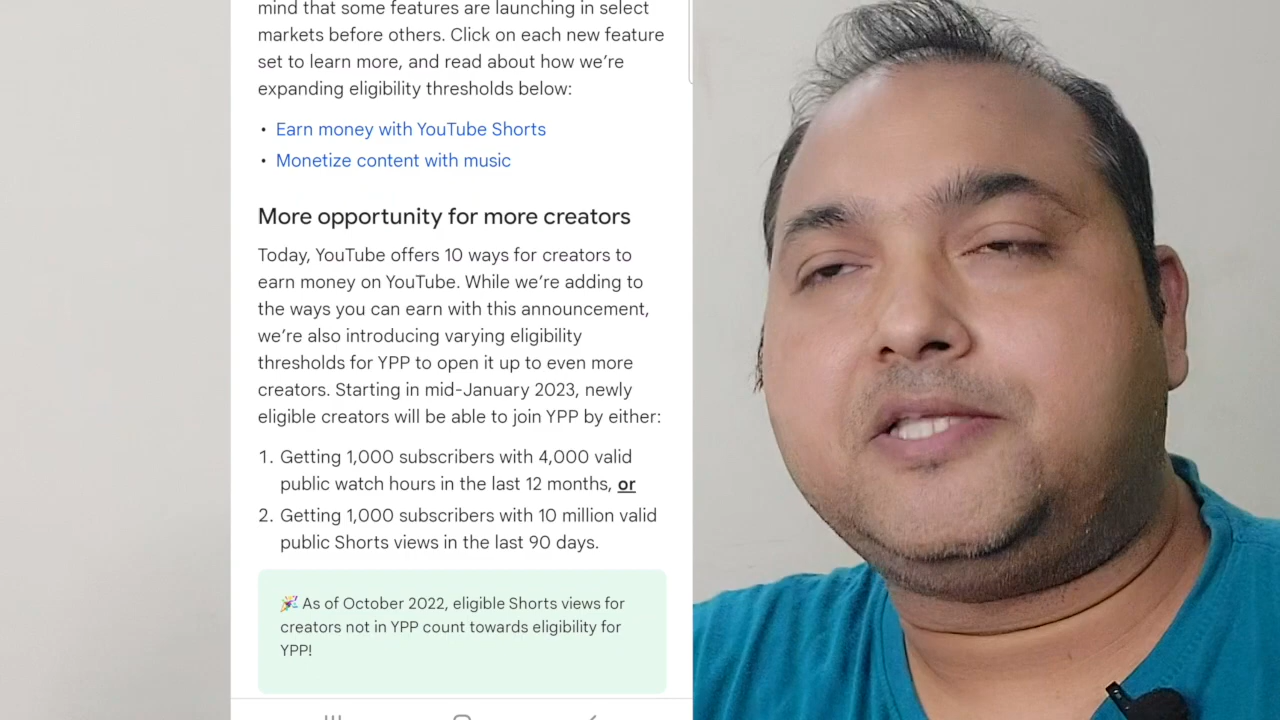 mind that some features are launching in select
markets before others. Click on each new feature
set to learn more, and read about how we’re
expanding eligibility thresholds below:
• Earn money with YouTube Shorts
• Monetize content with music
More opportunity for more creators
Today, YouTube offers 10 ways for creators to
earn money on YouTube. While we’re adding to
the ways you can earn with this announcement,
we’re also introducing varying eligibility
thresholds for YPP to open it up to even more
creators. Starting in mid-January 2023, newly
eligible creators will be able to join YPP by either:
1. Getting 1,000 subscribers with 4,000 valid
public watch hours in the last 12 months, or
2. Getting 1,000 subscribers with 10 million valid
public Shorts views in the last 90 days.
🎉 As of October 2022, eligible Shorts views for
creators not in YPP count towards eligibility for
YPP!